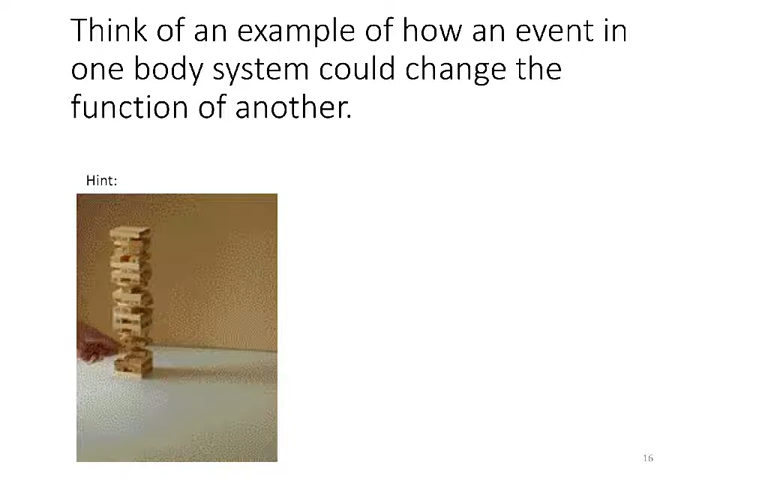 Think of an example of how an event in
one body system could change the
function of another.
Hint:
16